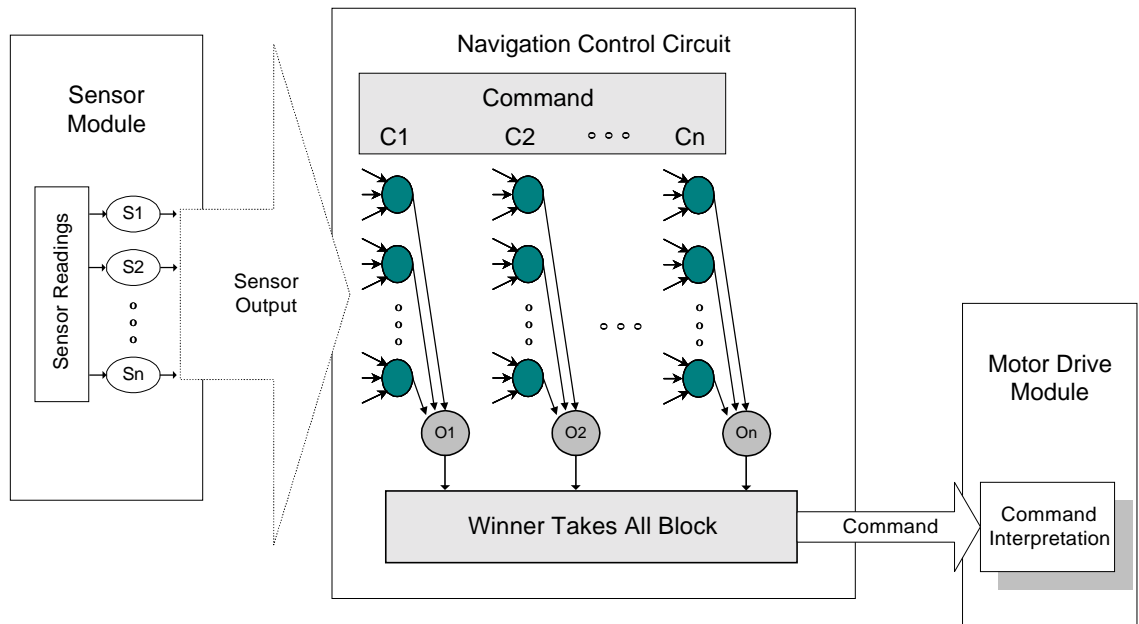 Sensor
Module
Sensor Readings
S1
S2
Sn
Sensor
Output
Navigation Control Circuit
Command
C1 C2 Cn
O1 O2 On
Winner Takes All Block
Command
Motor Drive
Module
Command
Interpretation